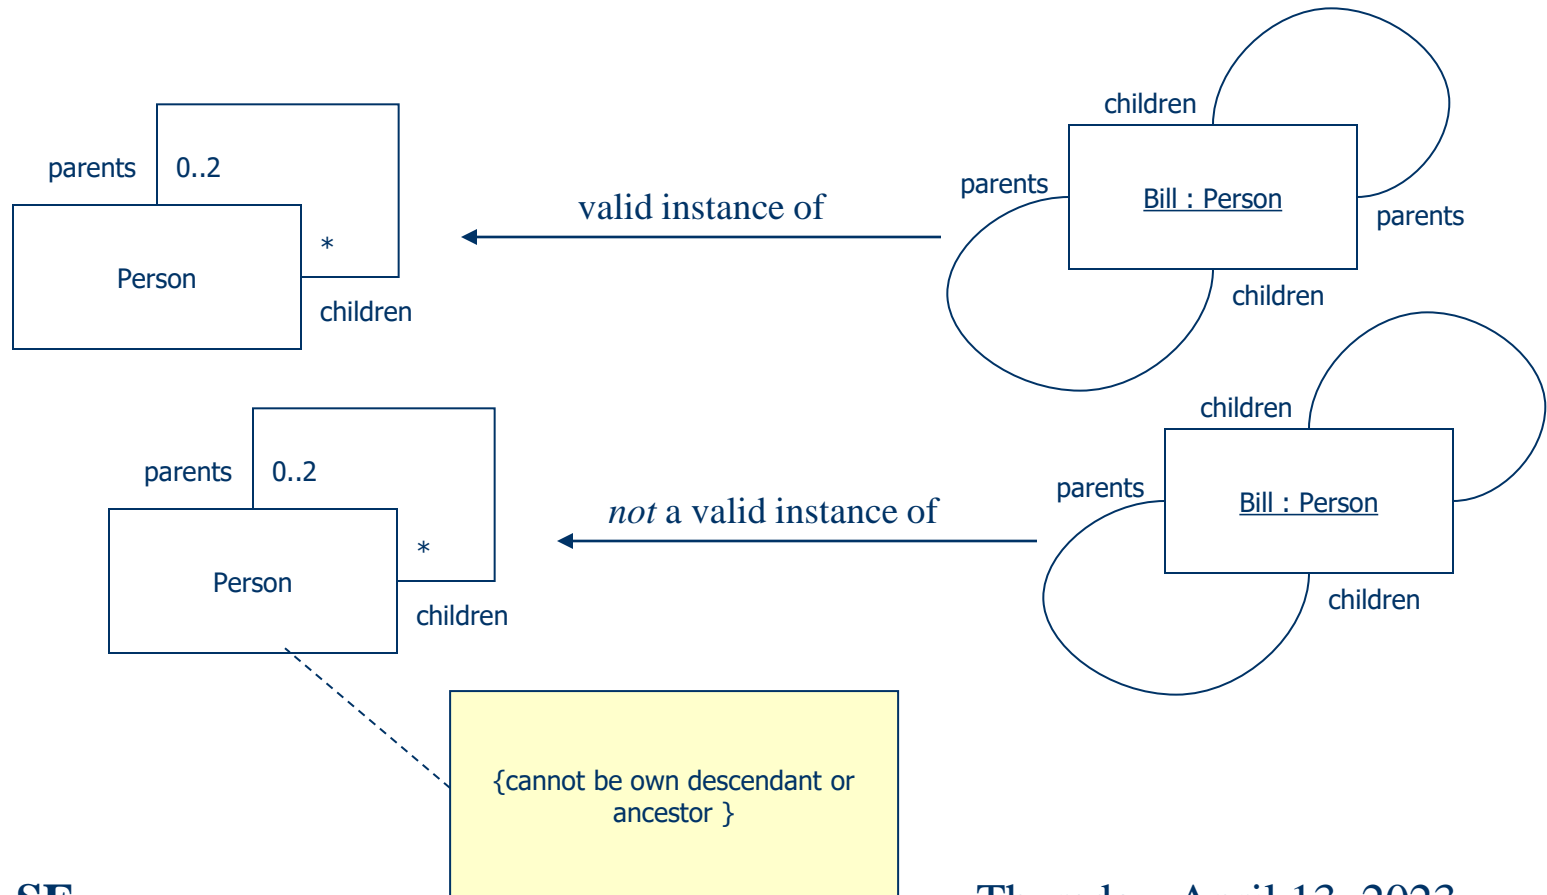 children
parents 0..2
parents
valid instance of
Bill : Person
parents
*
Person
children
children
children
parents 0..2
parents
not a valid instance of
Bill : Person
*
Person
children
children
{cannot be own descendant or
ancestor }